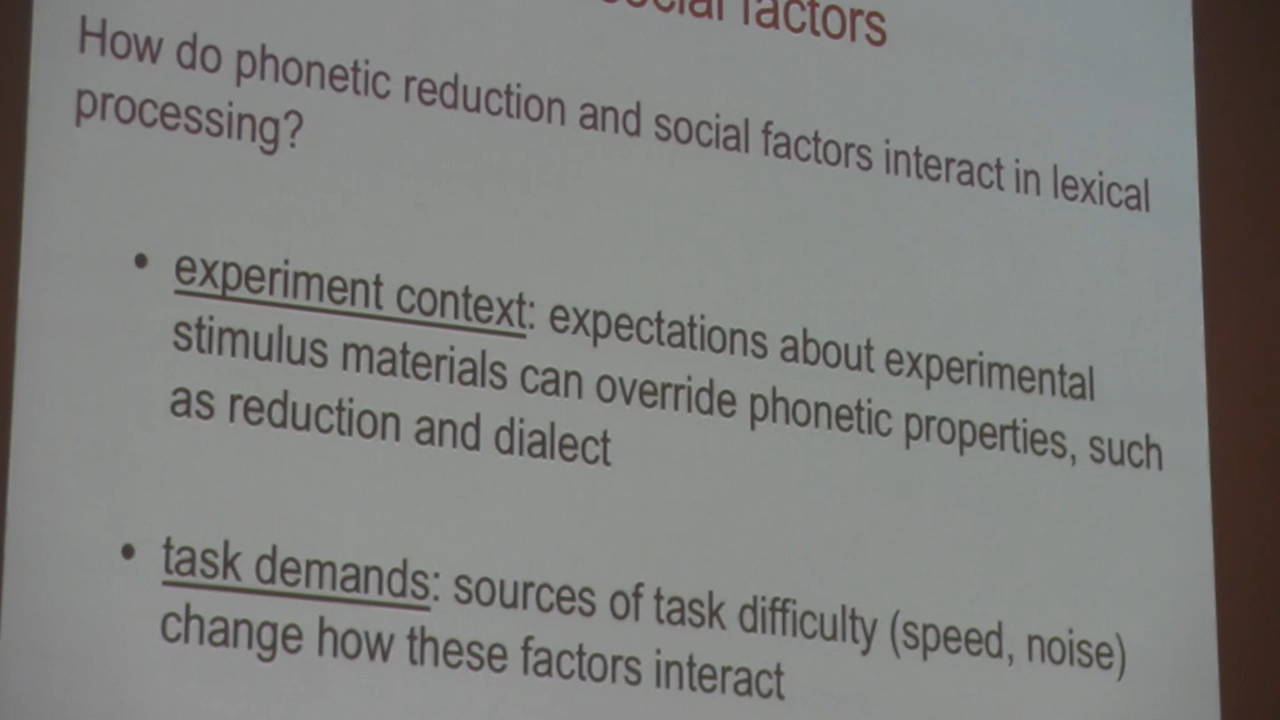 social factors
How do phonetic reduction and social factors interact in lexical
processing?
• experiment context: expectations about experimental
stimulus materials can override phonetic properties, such
as reduction and dialect
• task demands: sources of task difficulty (speed, noise)
change how these factors interact